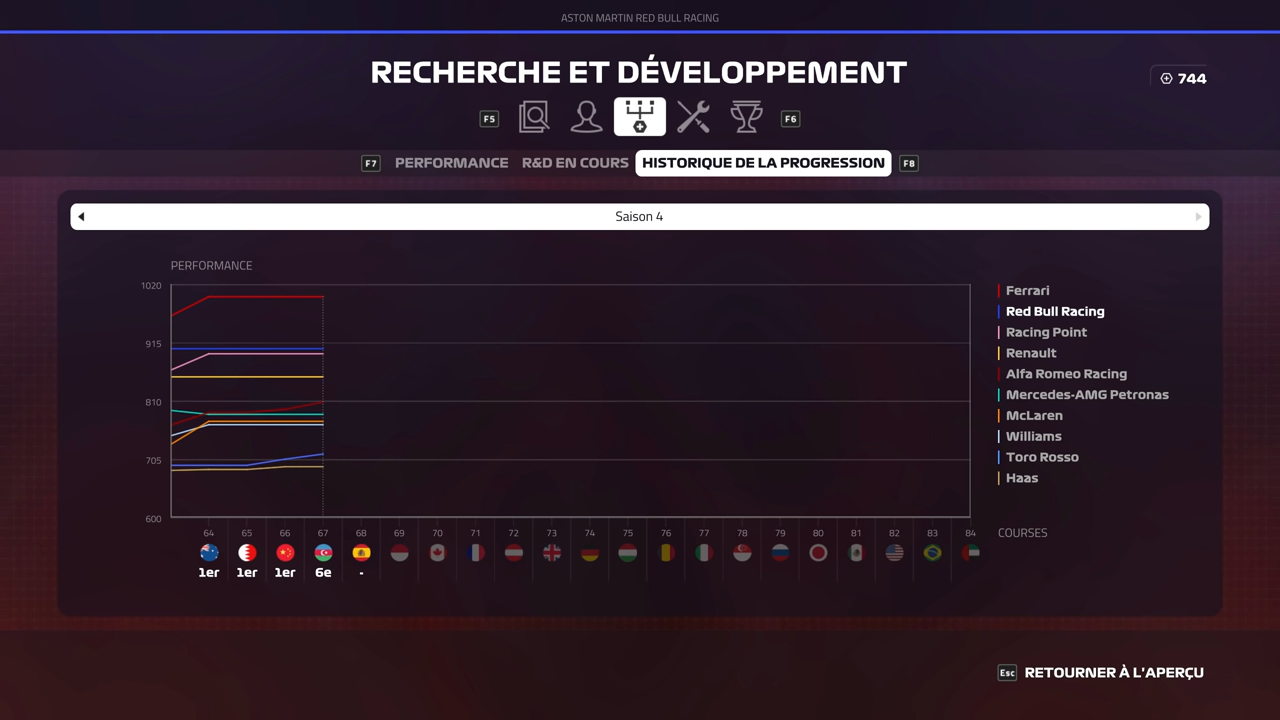 ASTON MARTIN RED BULL RACING
RECHERCHE ET DÉVELOPPEMENT
744
F5
F6
F7 PERFORMANCE R&D EN COURS HISTORIQUE DE LA PROGRESSION F8
Saison 4
PERFORMANCE
1020
915
810
705
600
Ferrari
Red Bull Racing
Racing Point
Renault
Alfa Romeo Racing
Mercedes-AMG Petronas
McLaren
Williams
Toro Rosso
Haas
64 65 66 67 68 69 70 71 72 73 74 75 76 77 78 79 80 81 82 83 84 COURSES
1er 1er 1er 6e -
Esc RETOURNER À L'APERÇU